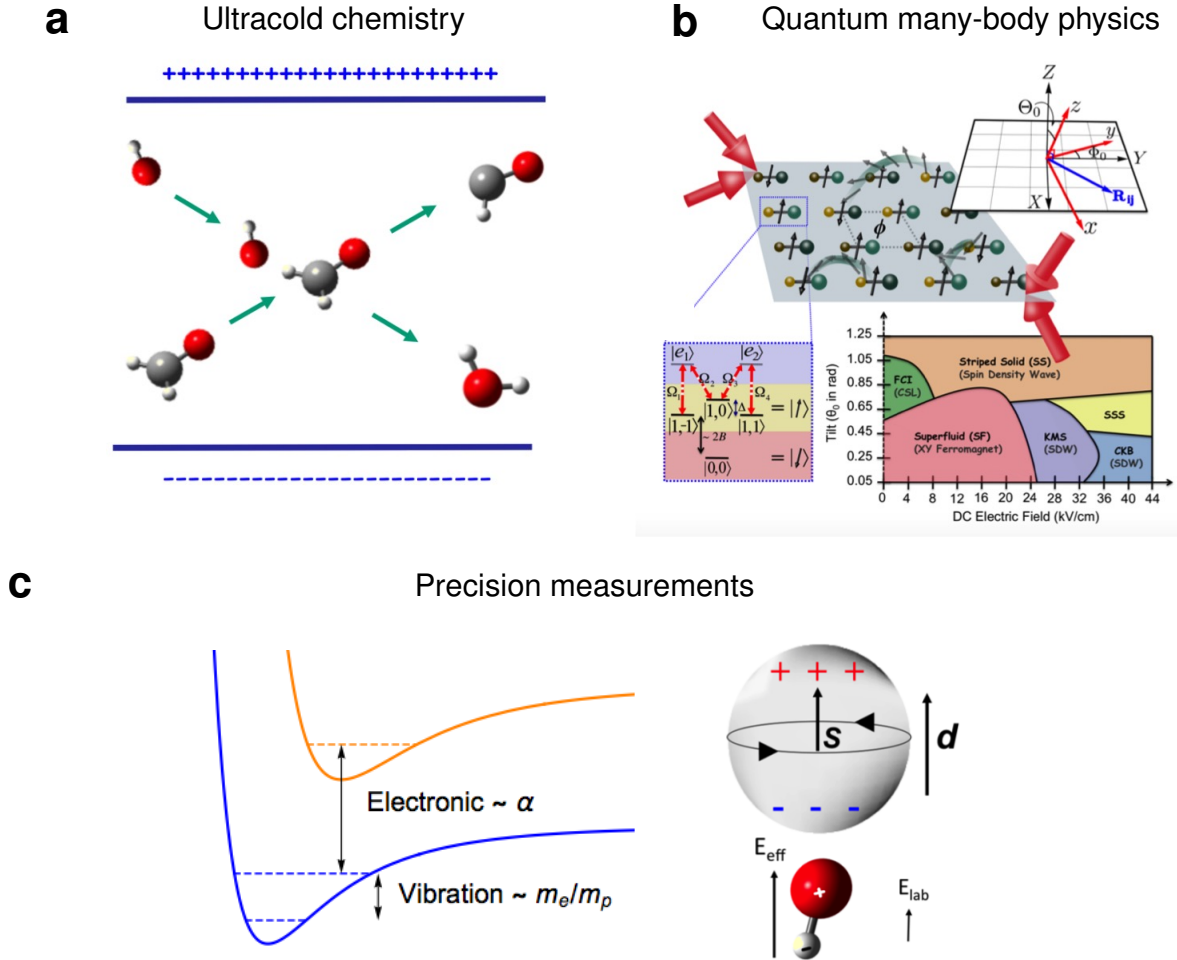 a
Ultracold chemistry
+++++++++++++++++++++++
b
Quantum many-body physics
Z
Θ₀
z
y
Φ₀
Y
R_ij
X
x
ϕ
|e₁⟩ |e₂⟩
Ω₁ Ω₂ Ω₃ Ω₄
|1,0⟩ Δ = |↑⟩
|1,-1⟩ |1,1⟩
~ 2B
|0,0⟩ = |↓⟩
Tilt (θ₀ in rad)
1.25
1.05
0.85
0.65
0.45
0.25
0.05
Striped Solid (SS)
(Spin Density Wave)
FCI
(CSL)
SSS
Superfluid (SF)
(XY Ferromagnet)
KMS
(SDW)
CKB
(SDW)
0 4 8 12 16 20 24 28 32 36 40 44
DC Electric Field (kV/cm)
c
Precision measurements
Electronic ~ α
Vibration ~ mₑ/mₚ
+ + +
S
d
- - -
E_eff
+
-
E_lab